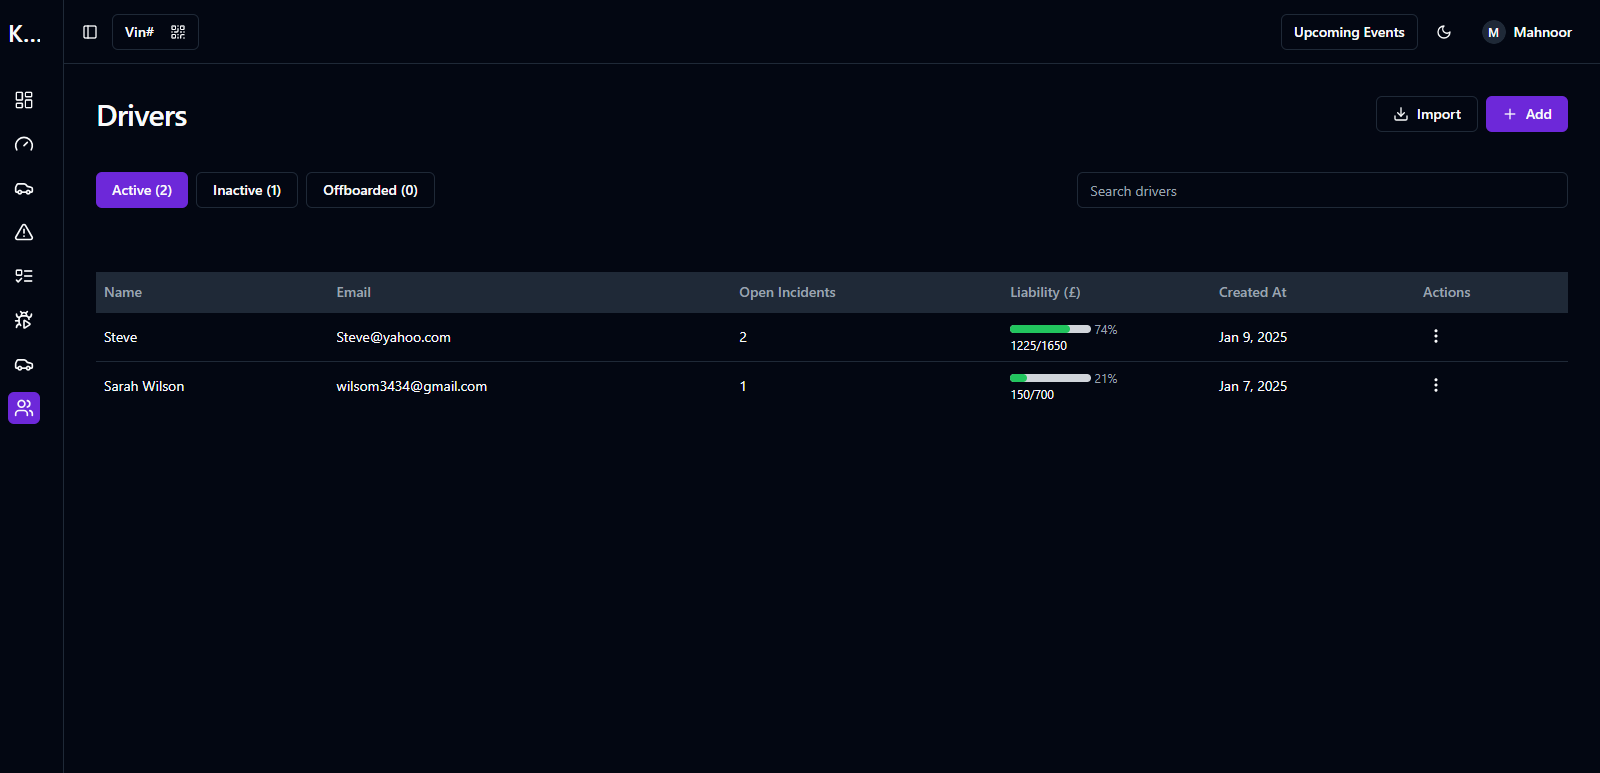 K...
Vin#
Upcoming Events
M Mahnoor
Drivers
Import
+ Add
Active (2) Inactive (1) Offboarded (0)
Search drivers
Name Email Open Incidents Liability (£) Created At Actions
Steve Steve@yahoo.com 2 74% Jan 9, 2025
1225/1650
Sarah Wilson wilsom3434@gmail.com 1 21% Jan 7, 2025
150/700